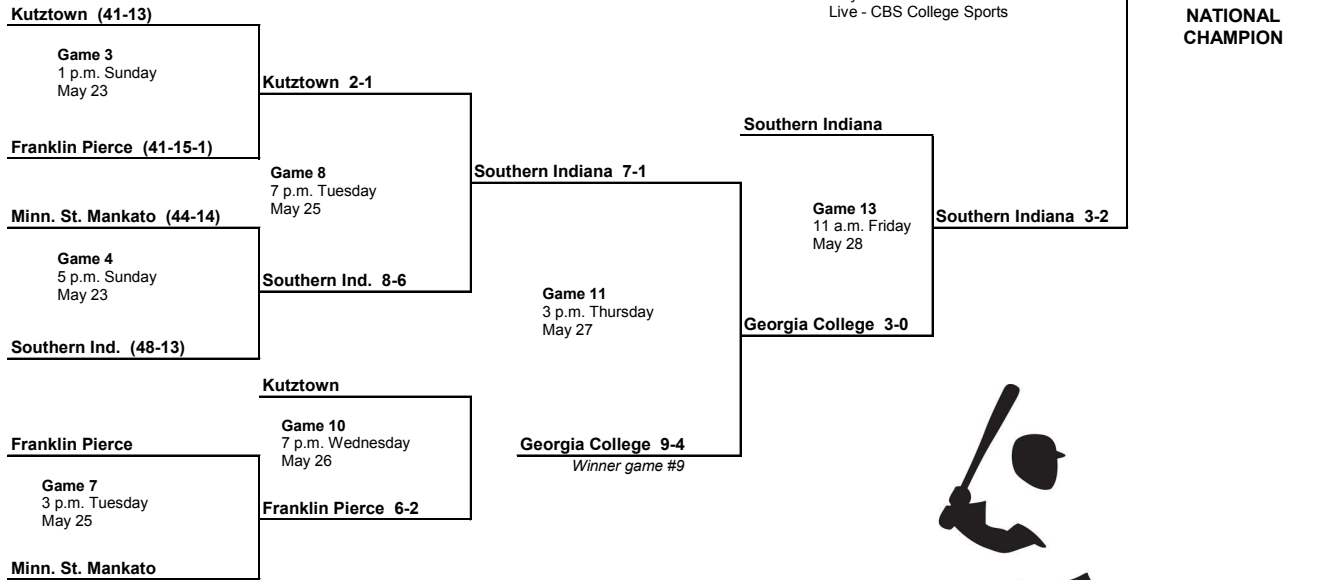 Live - CBS College Sports
NATIONAL
CHAMPION
Kutztown (41-13)
Game 3
1 p.m. Sunday
May 23
Kutztown 2-1
Franklin Pierce (41-15-1)
Game 8
7 p.m. Tuesday
May 25
Southern Indiana 7-1
Southern Indiana
Minn. St. Mankato (44-14)
Game 13
11 a.m. Friday
May 28
Southern Indiana 3-2
Game 4
5 p.m. Sunday
May 23
Southern Ind. 8-6
Game 11
3 p.m. Thursday
May 27
Georgia College 3-0
Southern Ind. (48-13)
Kutztown
Game 10
7 p.m. Wednesday
May 26
Franklin Pierce
Georgia College 9-4
Winner game #9
Game 7
3 p.m. Tuesday
May 25
Franklin Pierce 6-2
Minn. St. Mankato